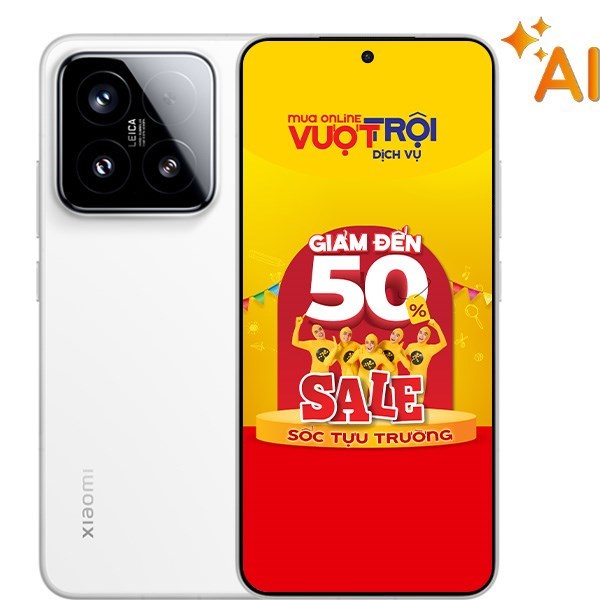 AI
LEICA
MUA ONLINE
VƯỢT TRỘI
DỊCH VỤ
GIẢM ĐẾN
50
%
SALE
SỐC TỰU TRƯỜNG
xiaomi